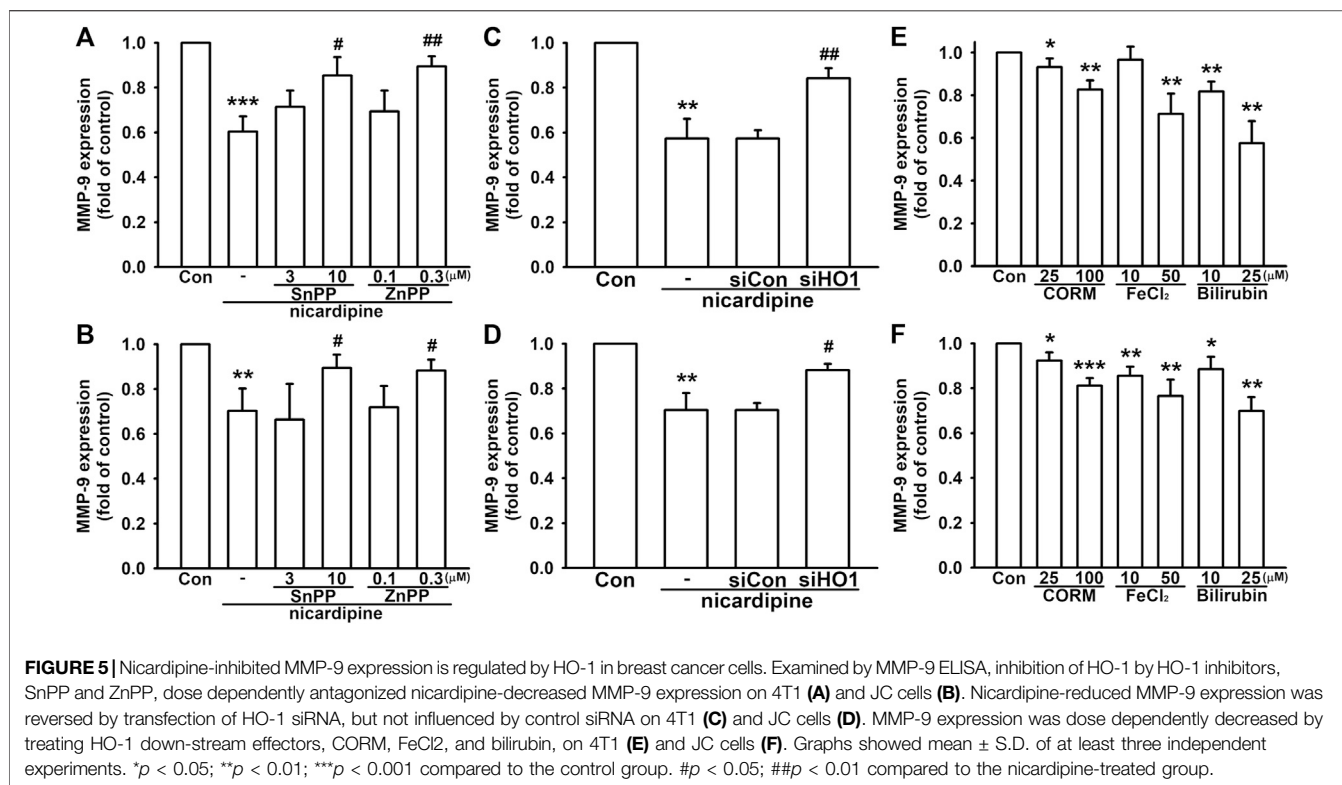 A
MMP-9 expression
(fold of control)
1.0
0.8
0.6
0.4
0.2
0.0
***
#
##
Con - 3 10 0.1 0.3 (μM)
SnPP ZnPP
nicardipine
C
MMP-9 expression
(fold of control)
1.0
0.8
0.6
0.4
0.2
0.0
**
##
Con - siCon siHO1
nicardipine
E
MMP-9 expression
(fold of control)
1.0
0.8
0.6
0.4
0.2
0.0
* ** ** ** **
Con 25 100 10 50 10 25 (μM)
CORM FeCl₂ Bilirubin
B
MMP-9 expression
(fold of control)
1.0
0.8
0.6
0.4
0.2
0.0
**
#
#
Con - 3 10 0.1 0.3 (μM)
SnPP ZnPP
nicardipine
D
MMP-9 expression
(fold of control)
1.0
0.8
0.6
0.4
0.2
0.0
**
#
Con - siCon siHO1
nicardipine
F
MMP-9 expression
(fold of control)
1.0
0.8
0.6
0.4
0.2
0.0
* *** ** ** * **
Con 25 100 10 50 10 25 (μM)
CORM FeCl₂ Bilirubin
FIGURE 5 | Nicardipine-inhibited MMP-9 expression is regulated by HO-1 in breast cancer cells. Examined by MMP-9 ELISA, inhibition of HO-1 by HO-1 inhibitors,
SnPP and ZnPP, dose dependently antagonized nicardipine-decreased MMP-9 expression on 4T1 (A) and JC cells (B). Nicardipine-reduced MMP-9 expression was
reversed by transfection of HO-1 siRNA, but not influenced by control siRNA on 4T1 (C) and JC cells (D). MMP-9 expression was dose dependently decreased by
treating HO-1 down-stream effectors, CORM, FeCl2, and bilirubin, on 4T1 (E) and JC cells (F). Graphs showed mean ± S.D. of at least three independent
experiments. *p < 0.05; **p < 0.01; ***p < 0.001 compared to the control group. #p < 0.05; ##p < 0.01 compared to the nicardipine-treated group.